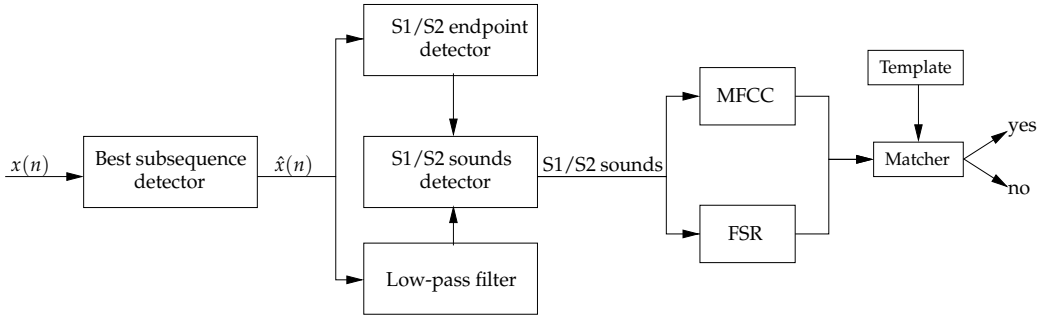 x(n)
Best subsequence
detector
x̂(n)
S1/S2 endpoint
detector
S1/S2 sounds
detector
Low-pass filter
S1/S2 sounds
MFCC
FSR
Template
Matcher
yes
no